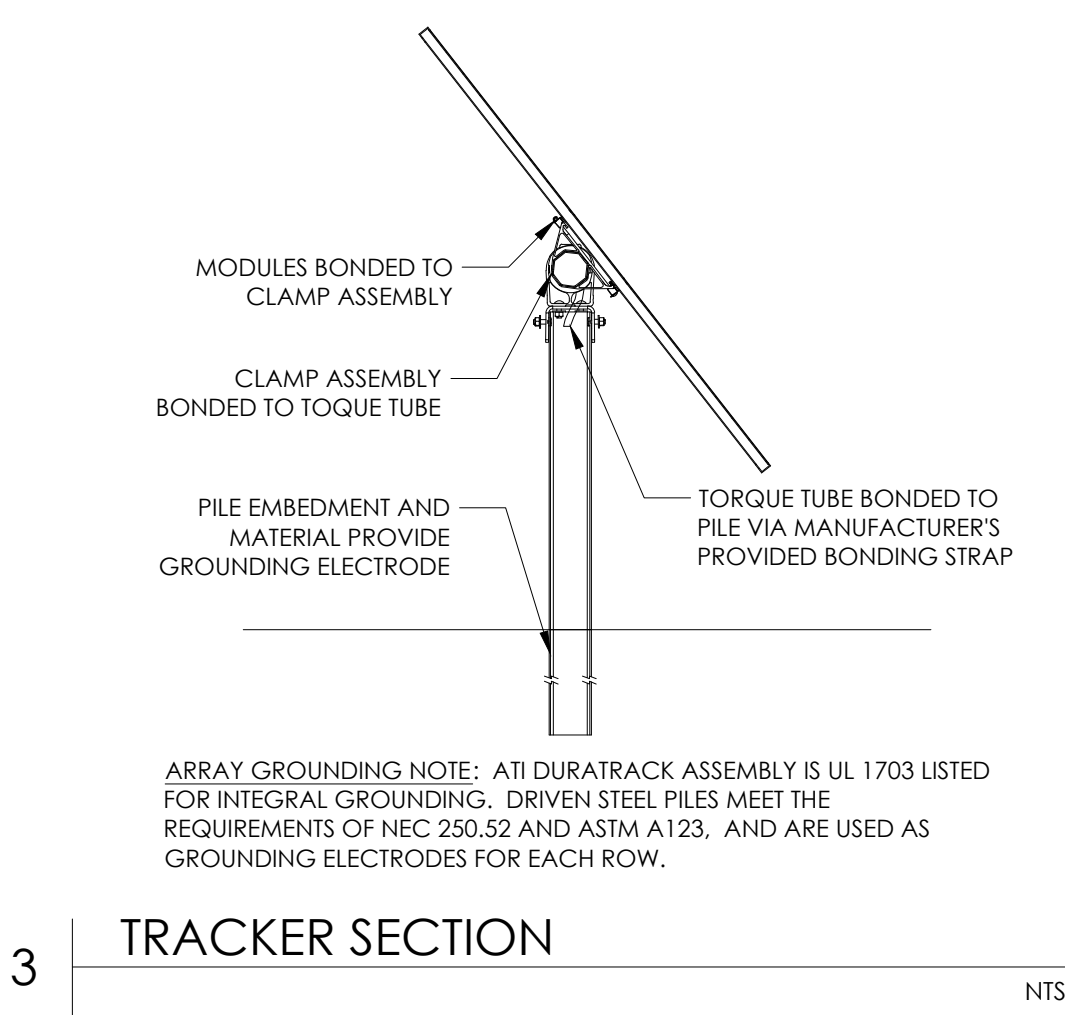 MODULES BONDED TO
CLAMP ASSEMBLY
CLAMP ASSEMBLY
BONDED TO TOQUE TUBE
PILE EMBEDMENT AND
MATERIAL PROVIDE
GROUNDING ELECTRODE
TORQUE TUBE BONDED TO
PILE VIA MANUFACTURER'S
PROVIDED BONDING STRAP
ARRAY GROUNDING NOTE: ATI DURATRACK ASSEMBLY IS UL 1703 LISTED
FOR INTEGRAL GROUNDING. DRIVEN STEEL PILES MEET THE
REQUIREMENTS OF NEC 250.52 AND ASTM A123, AND ARE USED AS
GROUNDING ELECTRODES FOR EACH ROW.
3 TRACKER SECTION
NTS